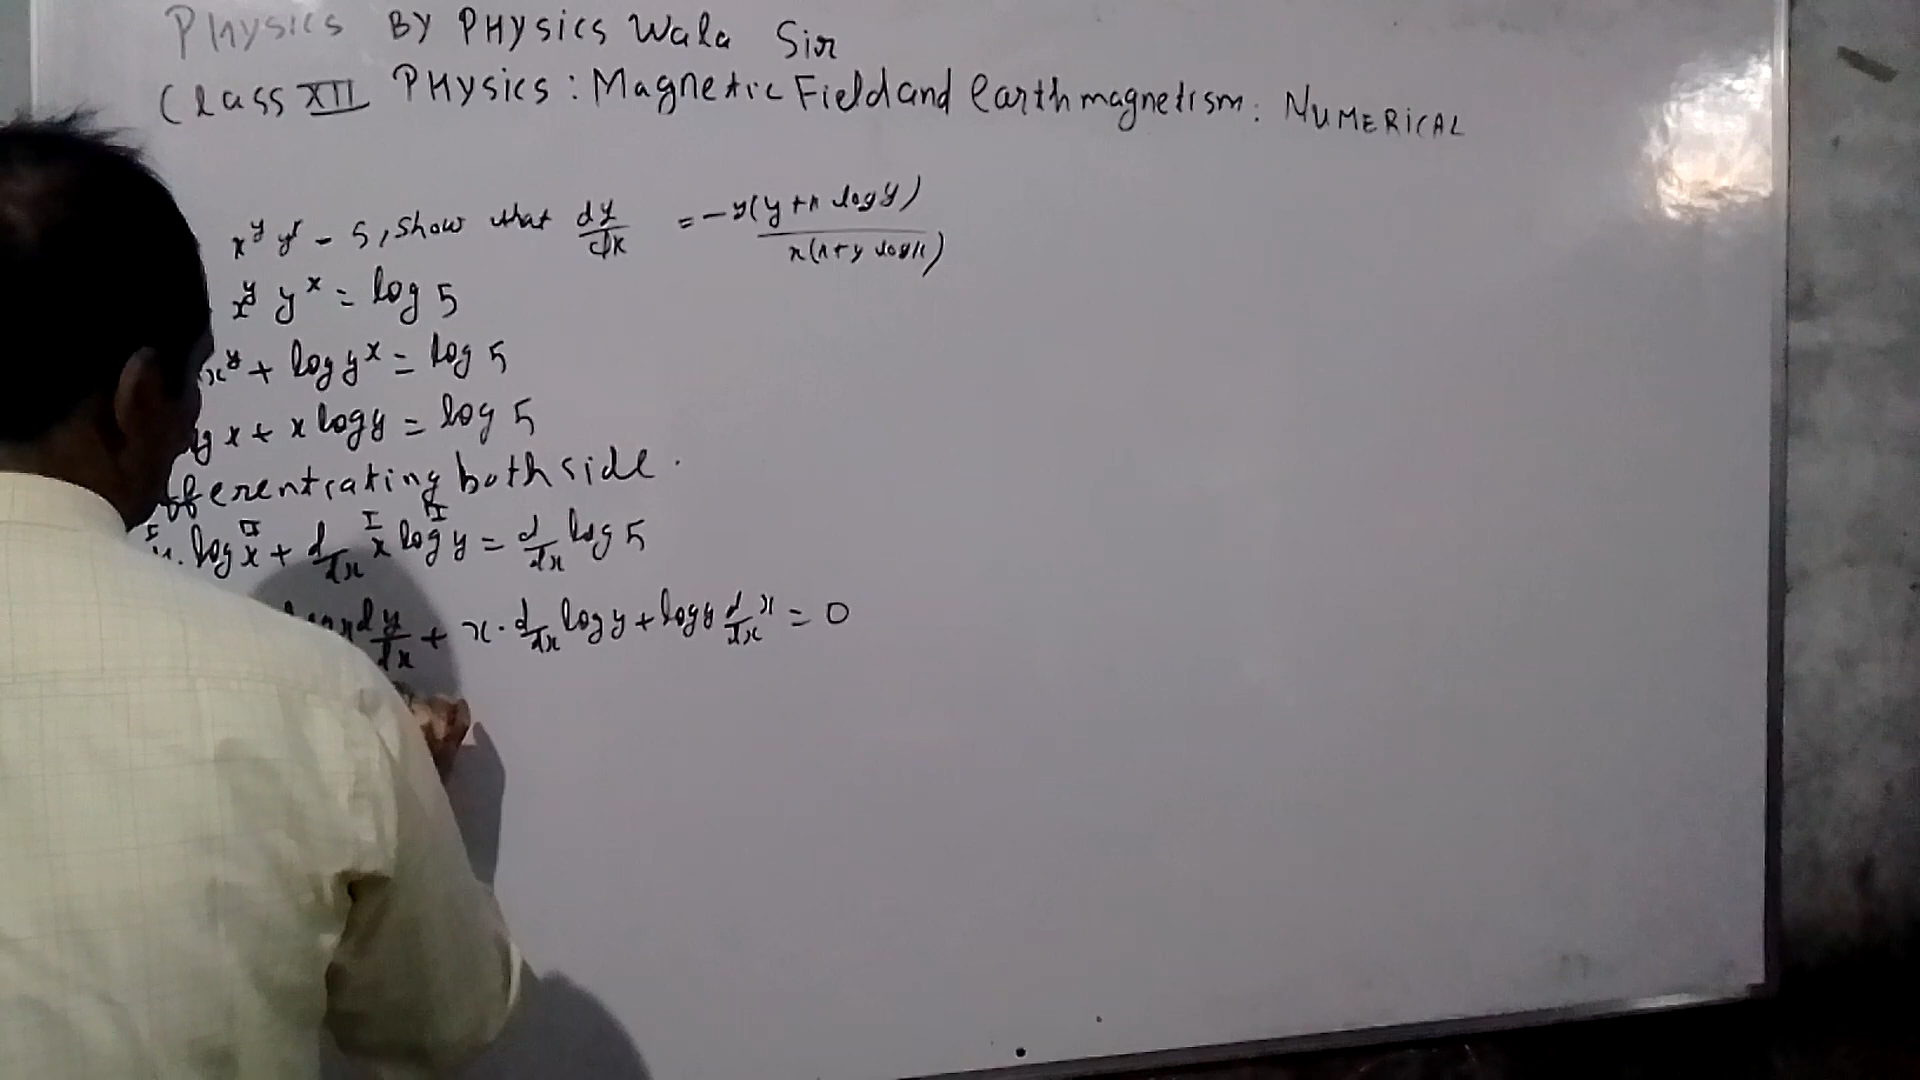 Physics BY PHysics Wala Sir
Class XII PHysics : Magnetic Field and earth magnetism : NUMERICAL
x^y y^x = 5, show that dy/dx = -y(y+x log y)/x(x+y log x)
x^y y^x = log 5
x^y + log y^x = log 5
g x + x log y = log 5
fferentiating both side.
log x + d/dx x log y = d/dx log 5
dy/dx + x . d/dx log y + log y d/dx x = 0